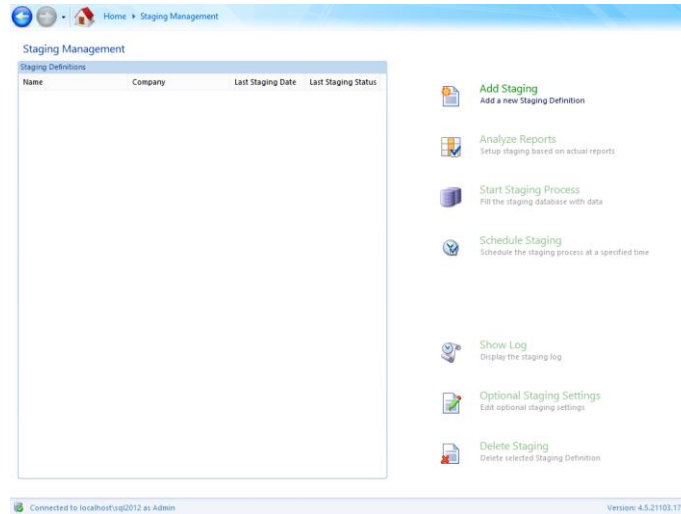 Home Staging Management
Staging Management
Staging Definitions
Name Company Last Staging Date Last Staging Status
Add Staging
Add a new Staging Definition
Analyze Reports
Setup staging based on actual reports
Start Staging Process
Fill the staging database with data
Schedule Staging
Schedule the staging process at a specified time
Show Log
Display the staging log
Optional Staging Settings
Edit optional staging settings
Delete Staging
Delete selected Staging Definition
Connected to localhost\sql2012 as Admin Version: 4.5.21103.17